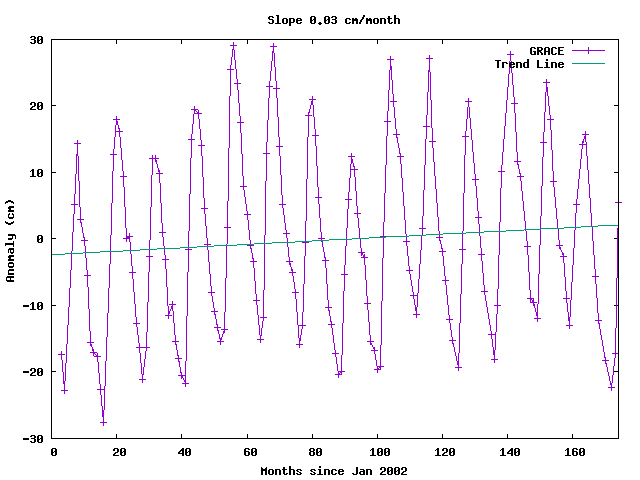 Slope 0.03 cm/month
GRACE
Trend Line
30
20
10
0
-10
-20
-30
Anomaly (cm)
0 20 40 60 80 100 120 140 160
Months since Jan 2002